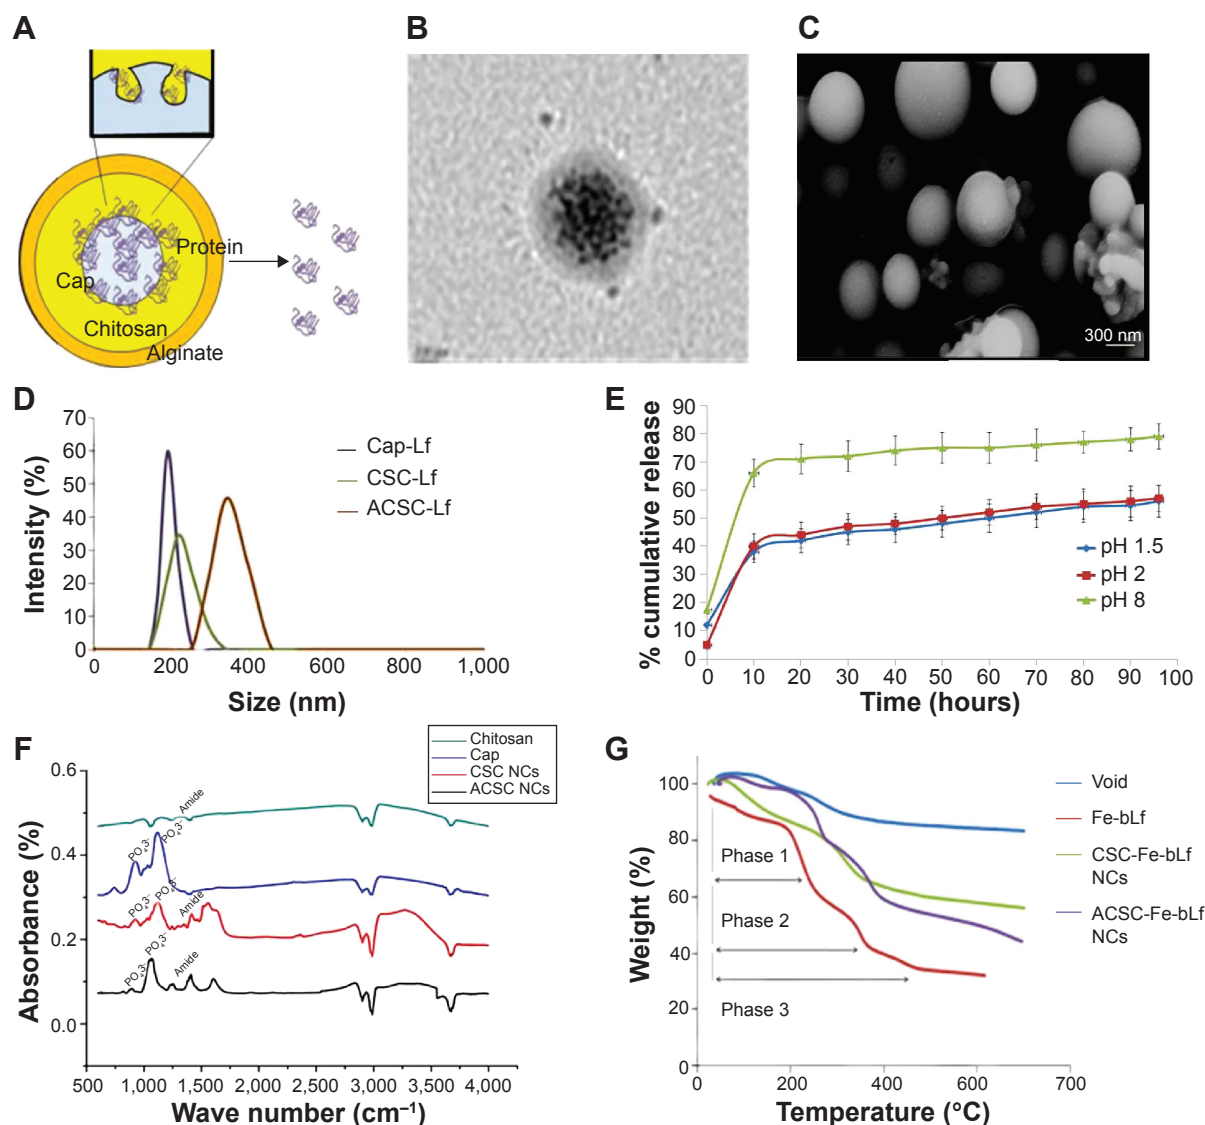 A
Protein
Cap
Chitosan
Alginate
B
C
300 nm
D
Intensity (%)
70
60
50
40
30
20
10
0
Cap-Lf
CSC-Lf
ACSC-Lf
0
200
400
600
800
1,000
Size (nm)
E
% cumulative release
90
80
70
60
50
40
30
20
10
0
pH 1.5
pH 2
pH 8
0
10
20
30
40
50
60
70
80
90
100
Time (hours)
F
Chitosan
Cap
CSC NCs
ACSC NCs
Absorbance (%)
0.6
0.4
0.2
0.0
Amide
PO₄3−
PO₄3−
PO₄3−
PO₄3−
Amide
PO₄3−
PO₄3−
Amide
500
1,000
1,500
2,000
2,500
3,000
3,500
4,000
Wave number (cm⁻¹)
G
Weight (%)
100
80
60
40
20
0
Phase 1
Phase 2
Phase 3
Void
Fe-bLf
CSC-Fe-bLf
NCs
ACSC-Fe-bLf
NCs
0
200
400
600
700
Temperature (°C)